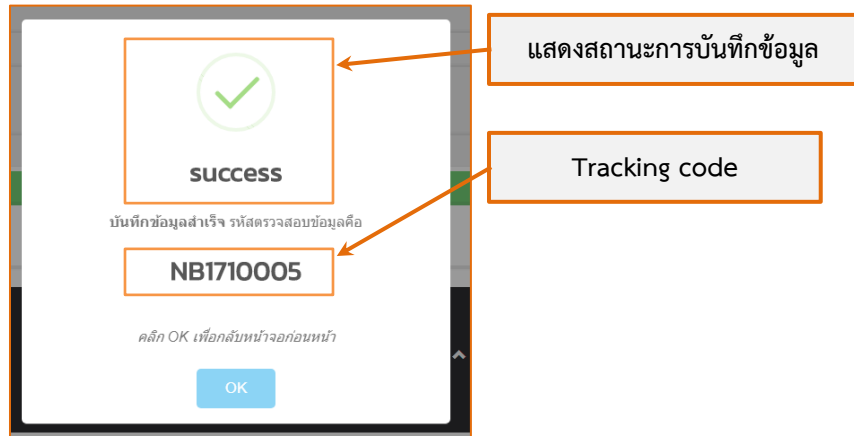 แสดงสถานะการบันทึกข้อมูล
success
Tracking code
บันทึกข้อมูลสำเร็จ รหัสตรวจสอบข้อมูลคือ
NB1710005
คลิก OK เพื่อกลับหน้าจอก่อนหน้า
OK